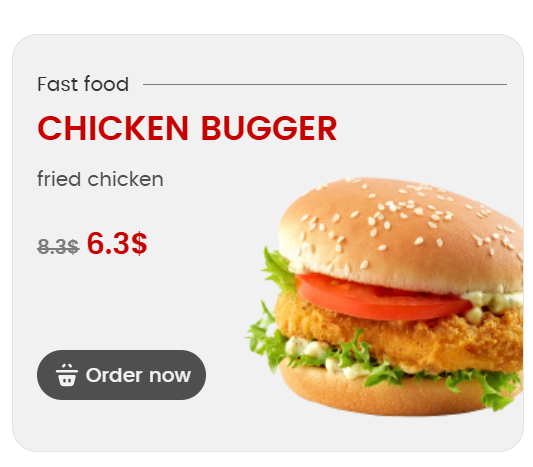 Fast food
CHICKEN BUGGER
fried chicken
8.3$ 6.3$
Order now